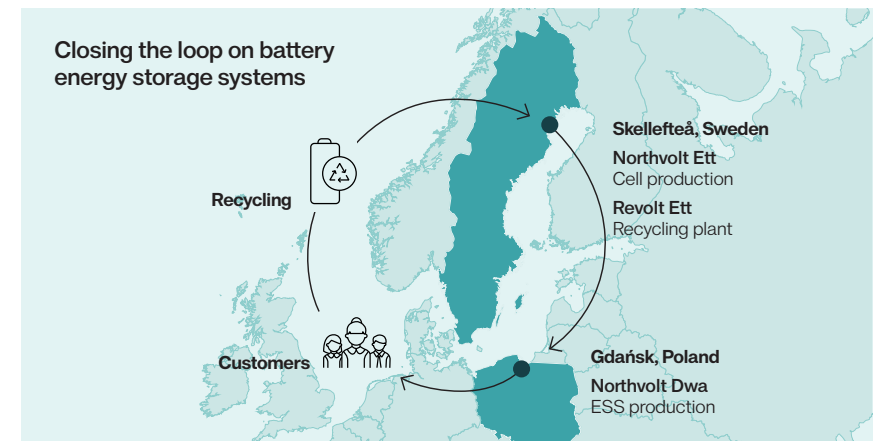 Closing the loop on battery
energy storage systems
Recycling
Customers
Skellefteå, Sweden
Northvolt Ett
Cell production
Revolt Ett
Recycling plant
Gdańsk, Poland
Northvolt Dwa
ESS production